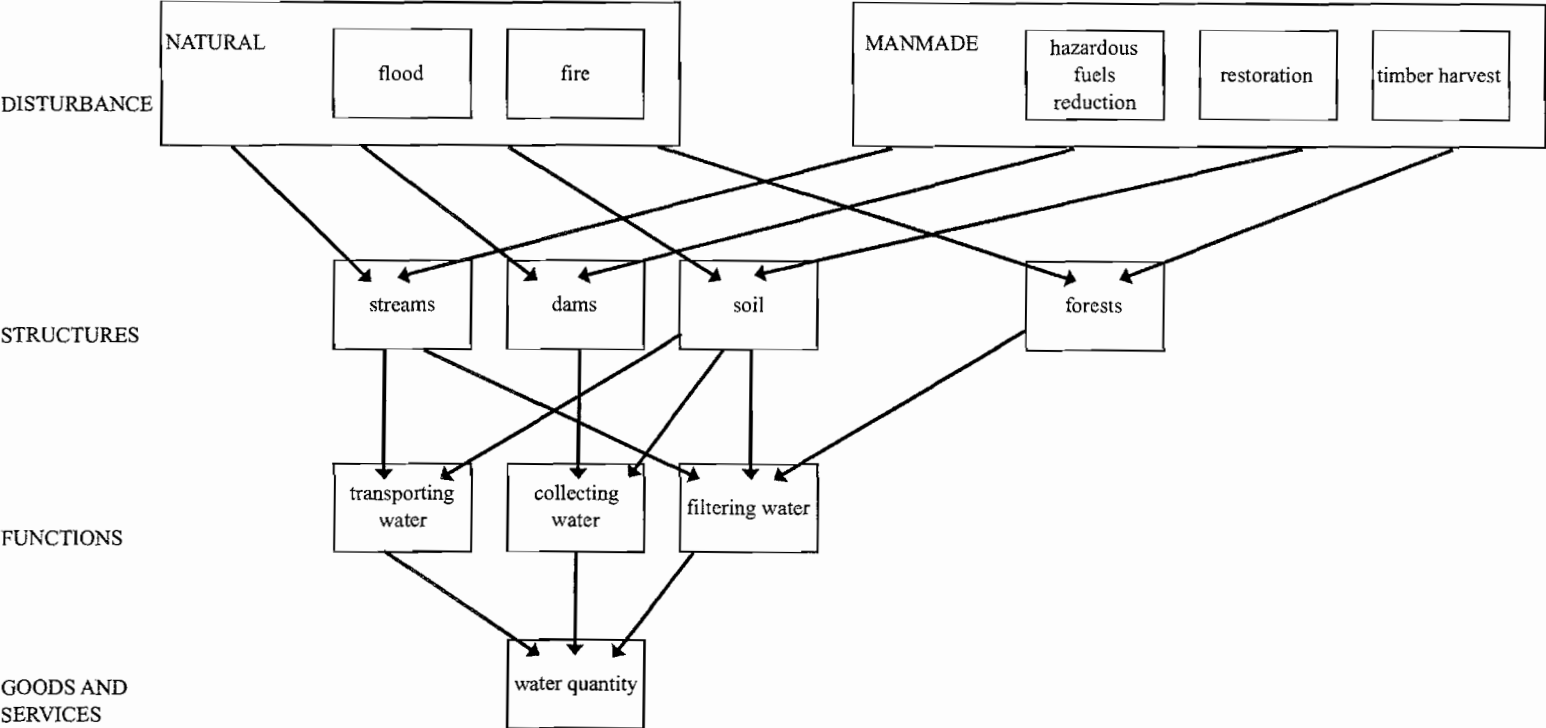 NATURAL
flood
fire
MANMADE
hazardous
fuels
reduction
restoration
timber harvest
DISTURBANCE
streams
dams
soil
forests
STRUCTURES
transporting
water
collecting
water
filtering water
FUNCTIONS
water quantity
GOODS AND
SERVICES